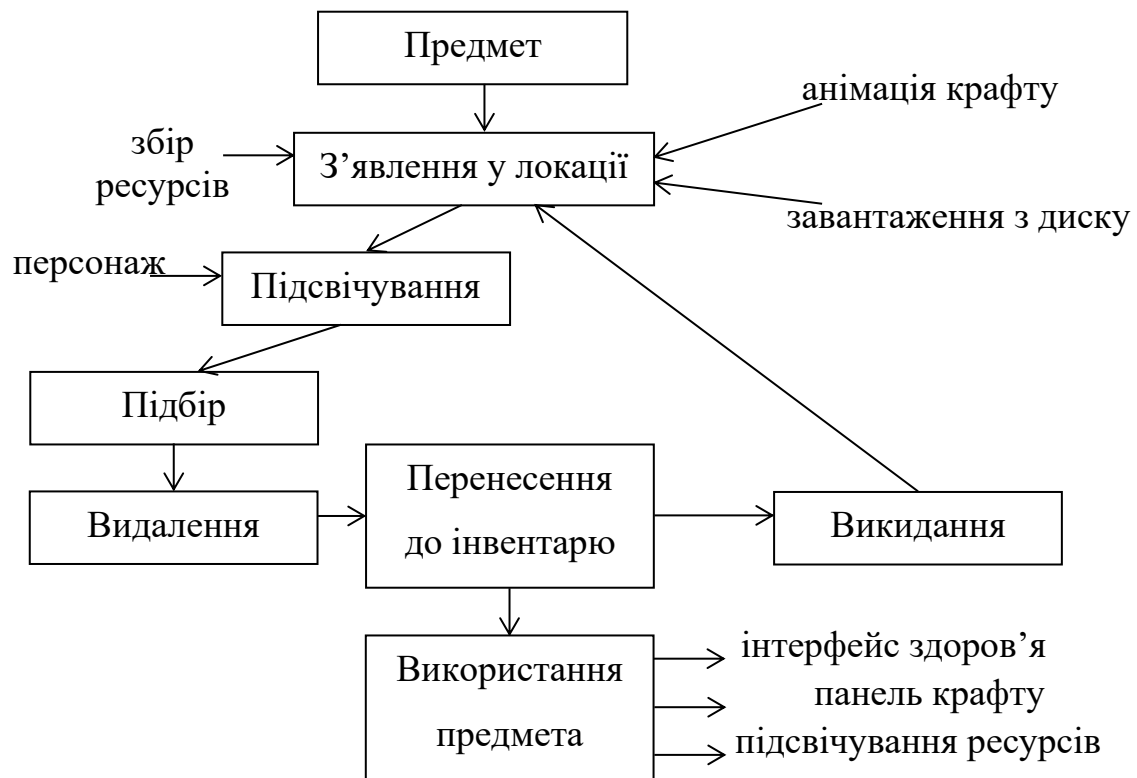 Предмет
анімація крафту
збір
ресурсів
З’явлення у локації
завантаження з диску
персонаж
Підсвічування
Підбір
Видалення
Перенесення
до інвентарю
Викидання
Використання
предмета
інтерфейс здоров’я
панель крафту
підсвічування ресурсів